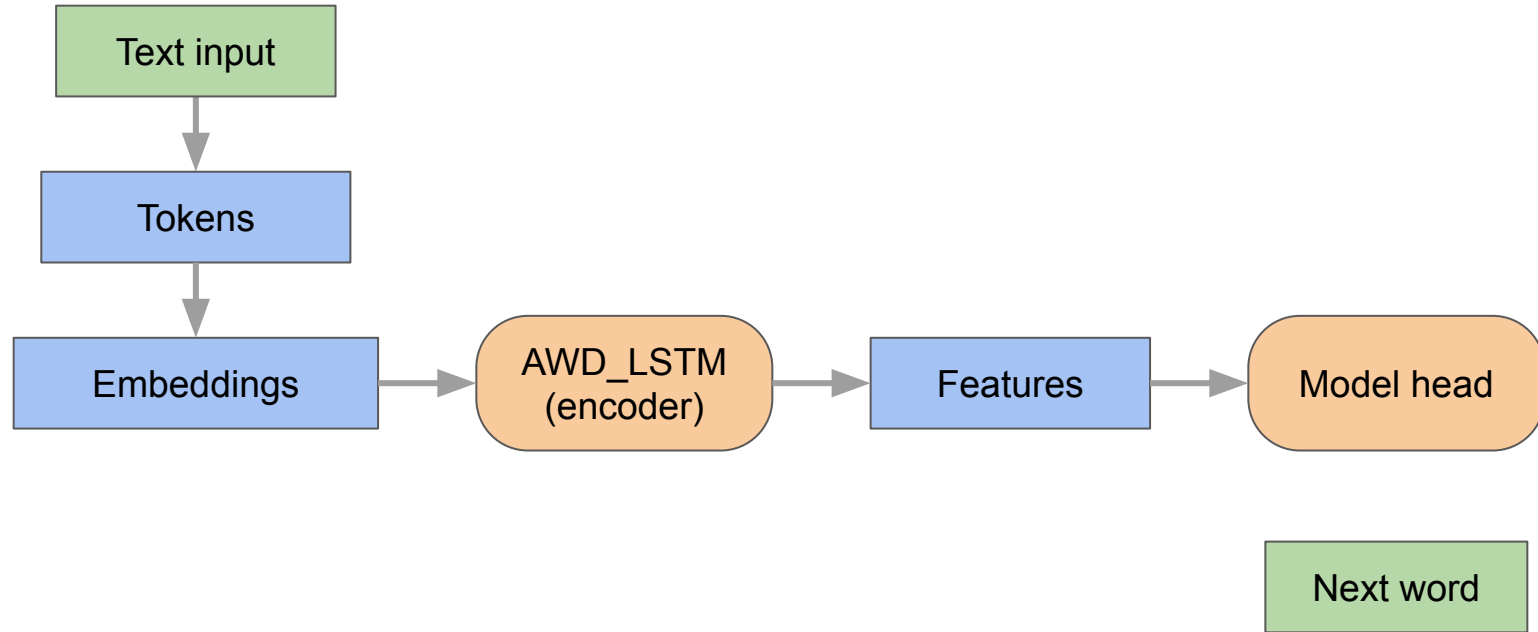 Text input
Tokens
Embeddings
AWD_LSTM
(encoder)
Features
Model head
Next word